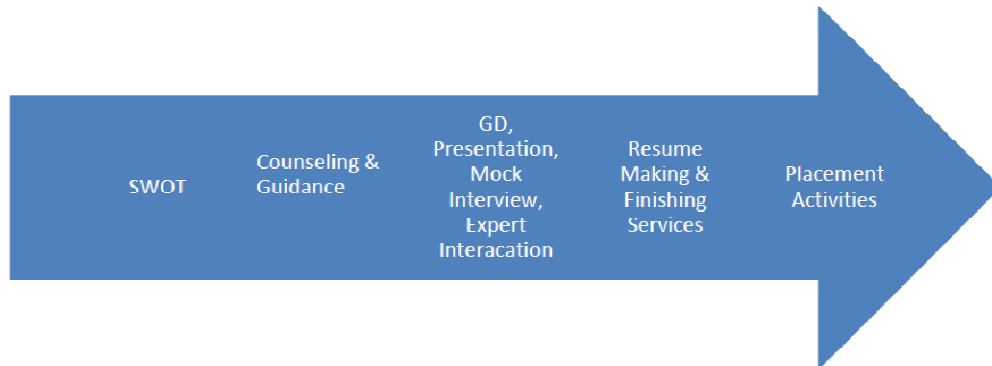 SWOT
Counseling &
Guidance
GD,
Presentation,
Mock
Interview,
Expert
Interacation
Resume
Making &
Finishing
Services
Placement
Activities